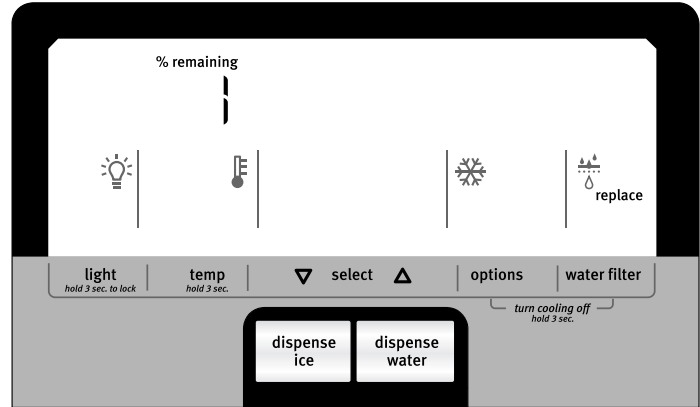 % remaining
1
replace
light
hold 3 sec. to lock
temp
hold 3 sec.
select
options
water filter
turn cooling off
hold 3 sec.
dispense
ice
dispense
water